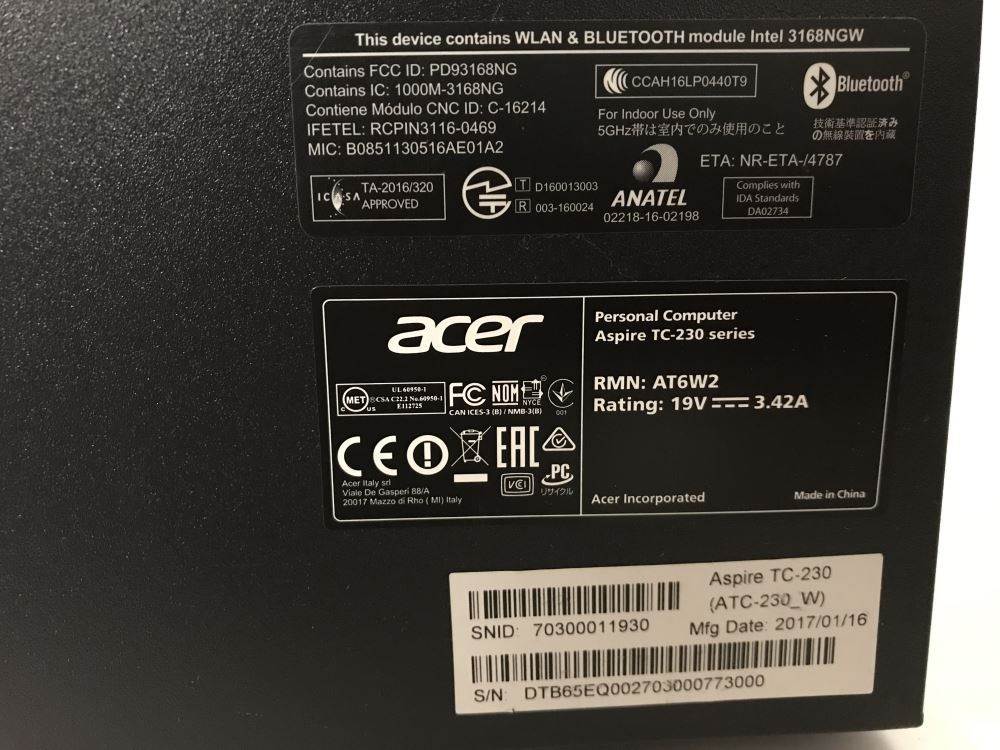 This device contains WLAN & BLUETOOTH module Intel 3168NGW
Contains FCC ID: PD93168NG
Contains IC: 1000M-3168NG
Contiene Módulo CNC ID: C-16214
IFETEL: RCPIN3116-0469
MIC: B0851130516AE01A2
CCAH16LP0440T9
Bluetooth®
For Indoor Use Only
5GHz帯は室内でのみ使用のこと
技術基準認証済み
の無線装置を内蔵
ETA: NR-ETA-/4787
ICASA TA-2016/320
APPROVED
T D160013003
R 003-160024
ANATEL
02218-16-02198
Complies with
IDA Standards
DA02734
acer
Personal Computer
Aspire TC-230 series
RMN: AT6W2
Rating: 19V 3.42A
Acer Incorporated
Made in China
MET
C US
UL 60950-1
CSA C22.2 No.60950-1
E112725
FC
NOM
NYCE
001
CAN ICES-3 (B) / NMB-3(B)
CE
EAC
VCI
PC
リサイクル
Acer Italy srl
Viale De Gasperi 88/A
20017 Mazzo di Rho ( MI) Italy
Aspire TC-230
(ATC-230_W)
SNID: 70300011930
Mfg Date: 2017/01/16
S/N: DTB65EQ002703000773000